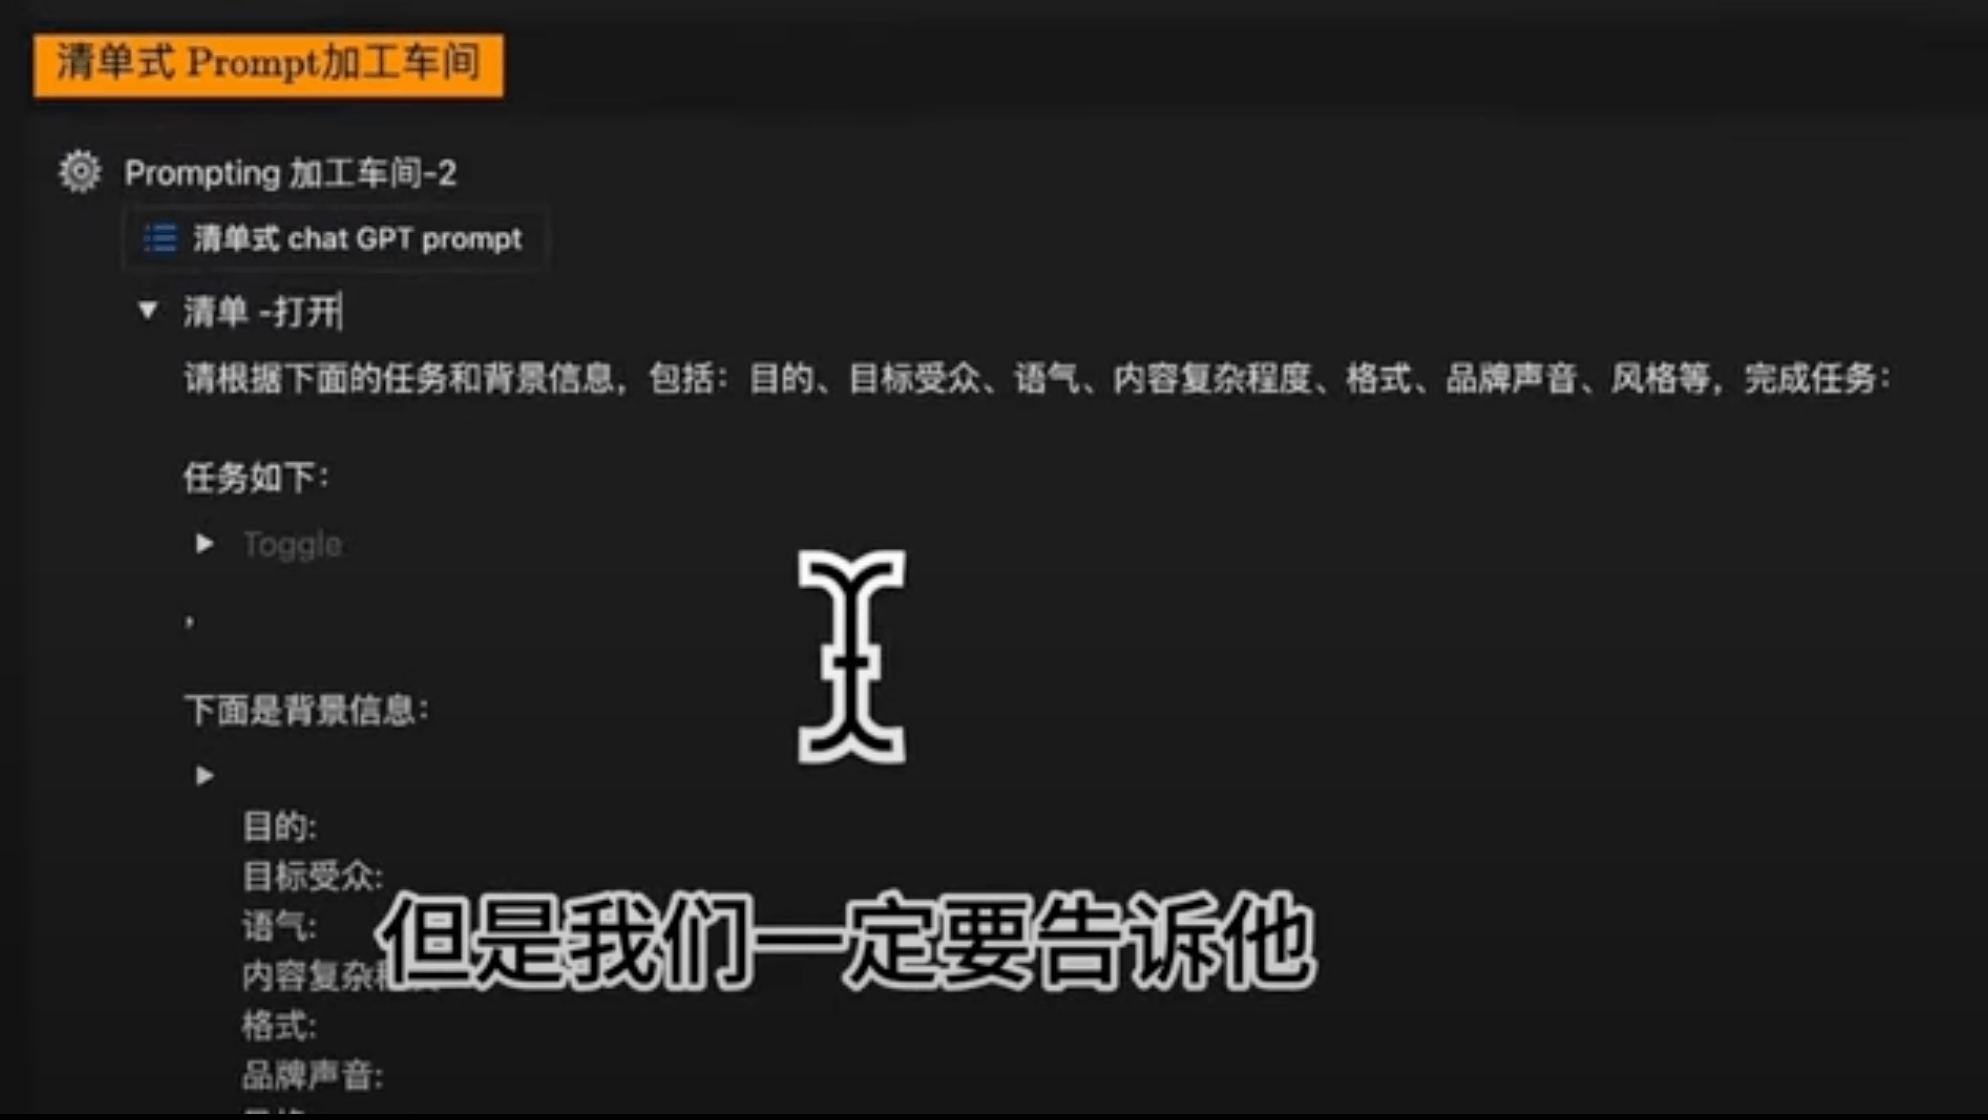 清单式 Prompt加工车间
Prompting 加工车间-2
清单式 chat GPT prompt
清单 -打开
请根据下面的任务和背景信息，包括：目的、目标受众、语气、内容复杂程度、格式、品牌声音、风格等，完成任务：
任务如下：
Toggle
，
下面是背景信息：
目的:
目标受众:
语气:
内容复杂
但是我们一定要告诉他
格式:
品牌声音: